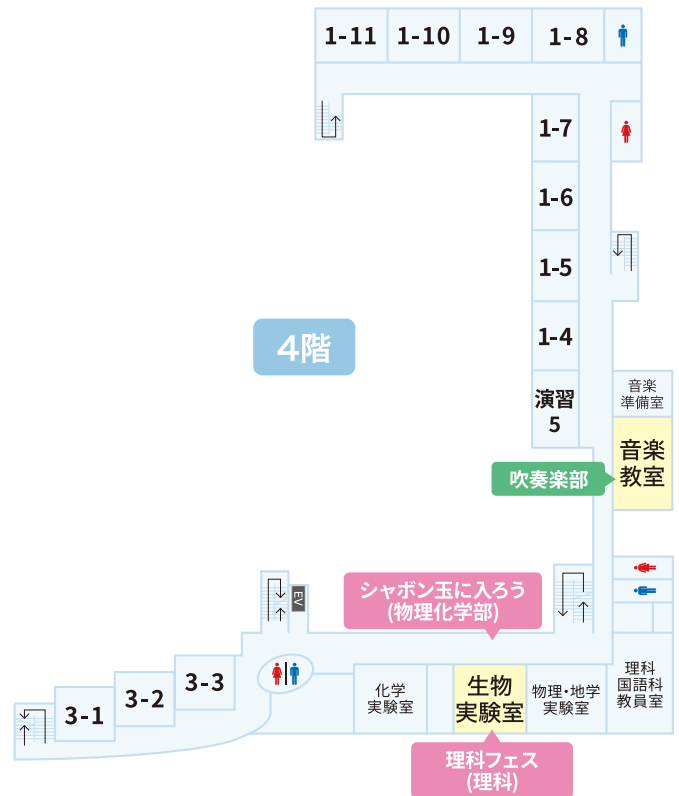 1-11
1-10
1-9
1-8
1-7
1-6
1-5
1-4
4階
演習
5
音楽
準備室
音楽
教室
吹奏楽部
EV
シャボン玉に入ろう
(物理化学部)
3-3
3-2
3-1
化学
実験室
生物
実験室
物理・地学
実験室
理科
国語科
教員室
理科フェス
(理科)